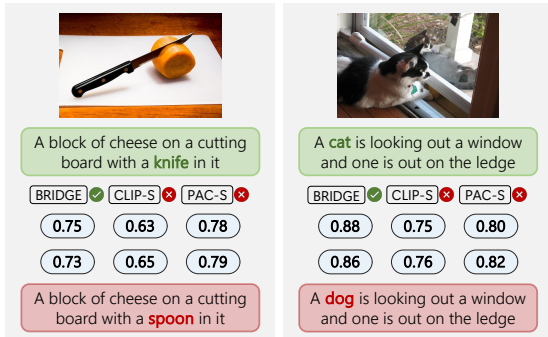 A block of cheese on a cutting
board with a knife in it
BRIDGE CLIP-S PAC-S
0.75 0.63 0.78
0.73 0.65 0.79
A block of cheese on a cutting
board with a spoon in it
A cat is looking out a window
and one is out on the ledge
BRIDGE CLIP-S PAC-S
0.88 0.75 0.80
0.86 0.76 0.82
A dog is looking out a window
and one is out on the ledge